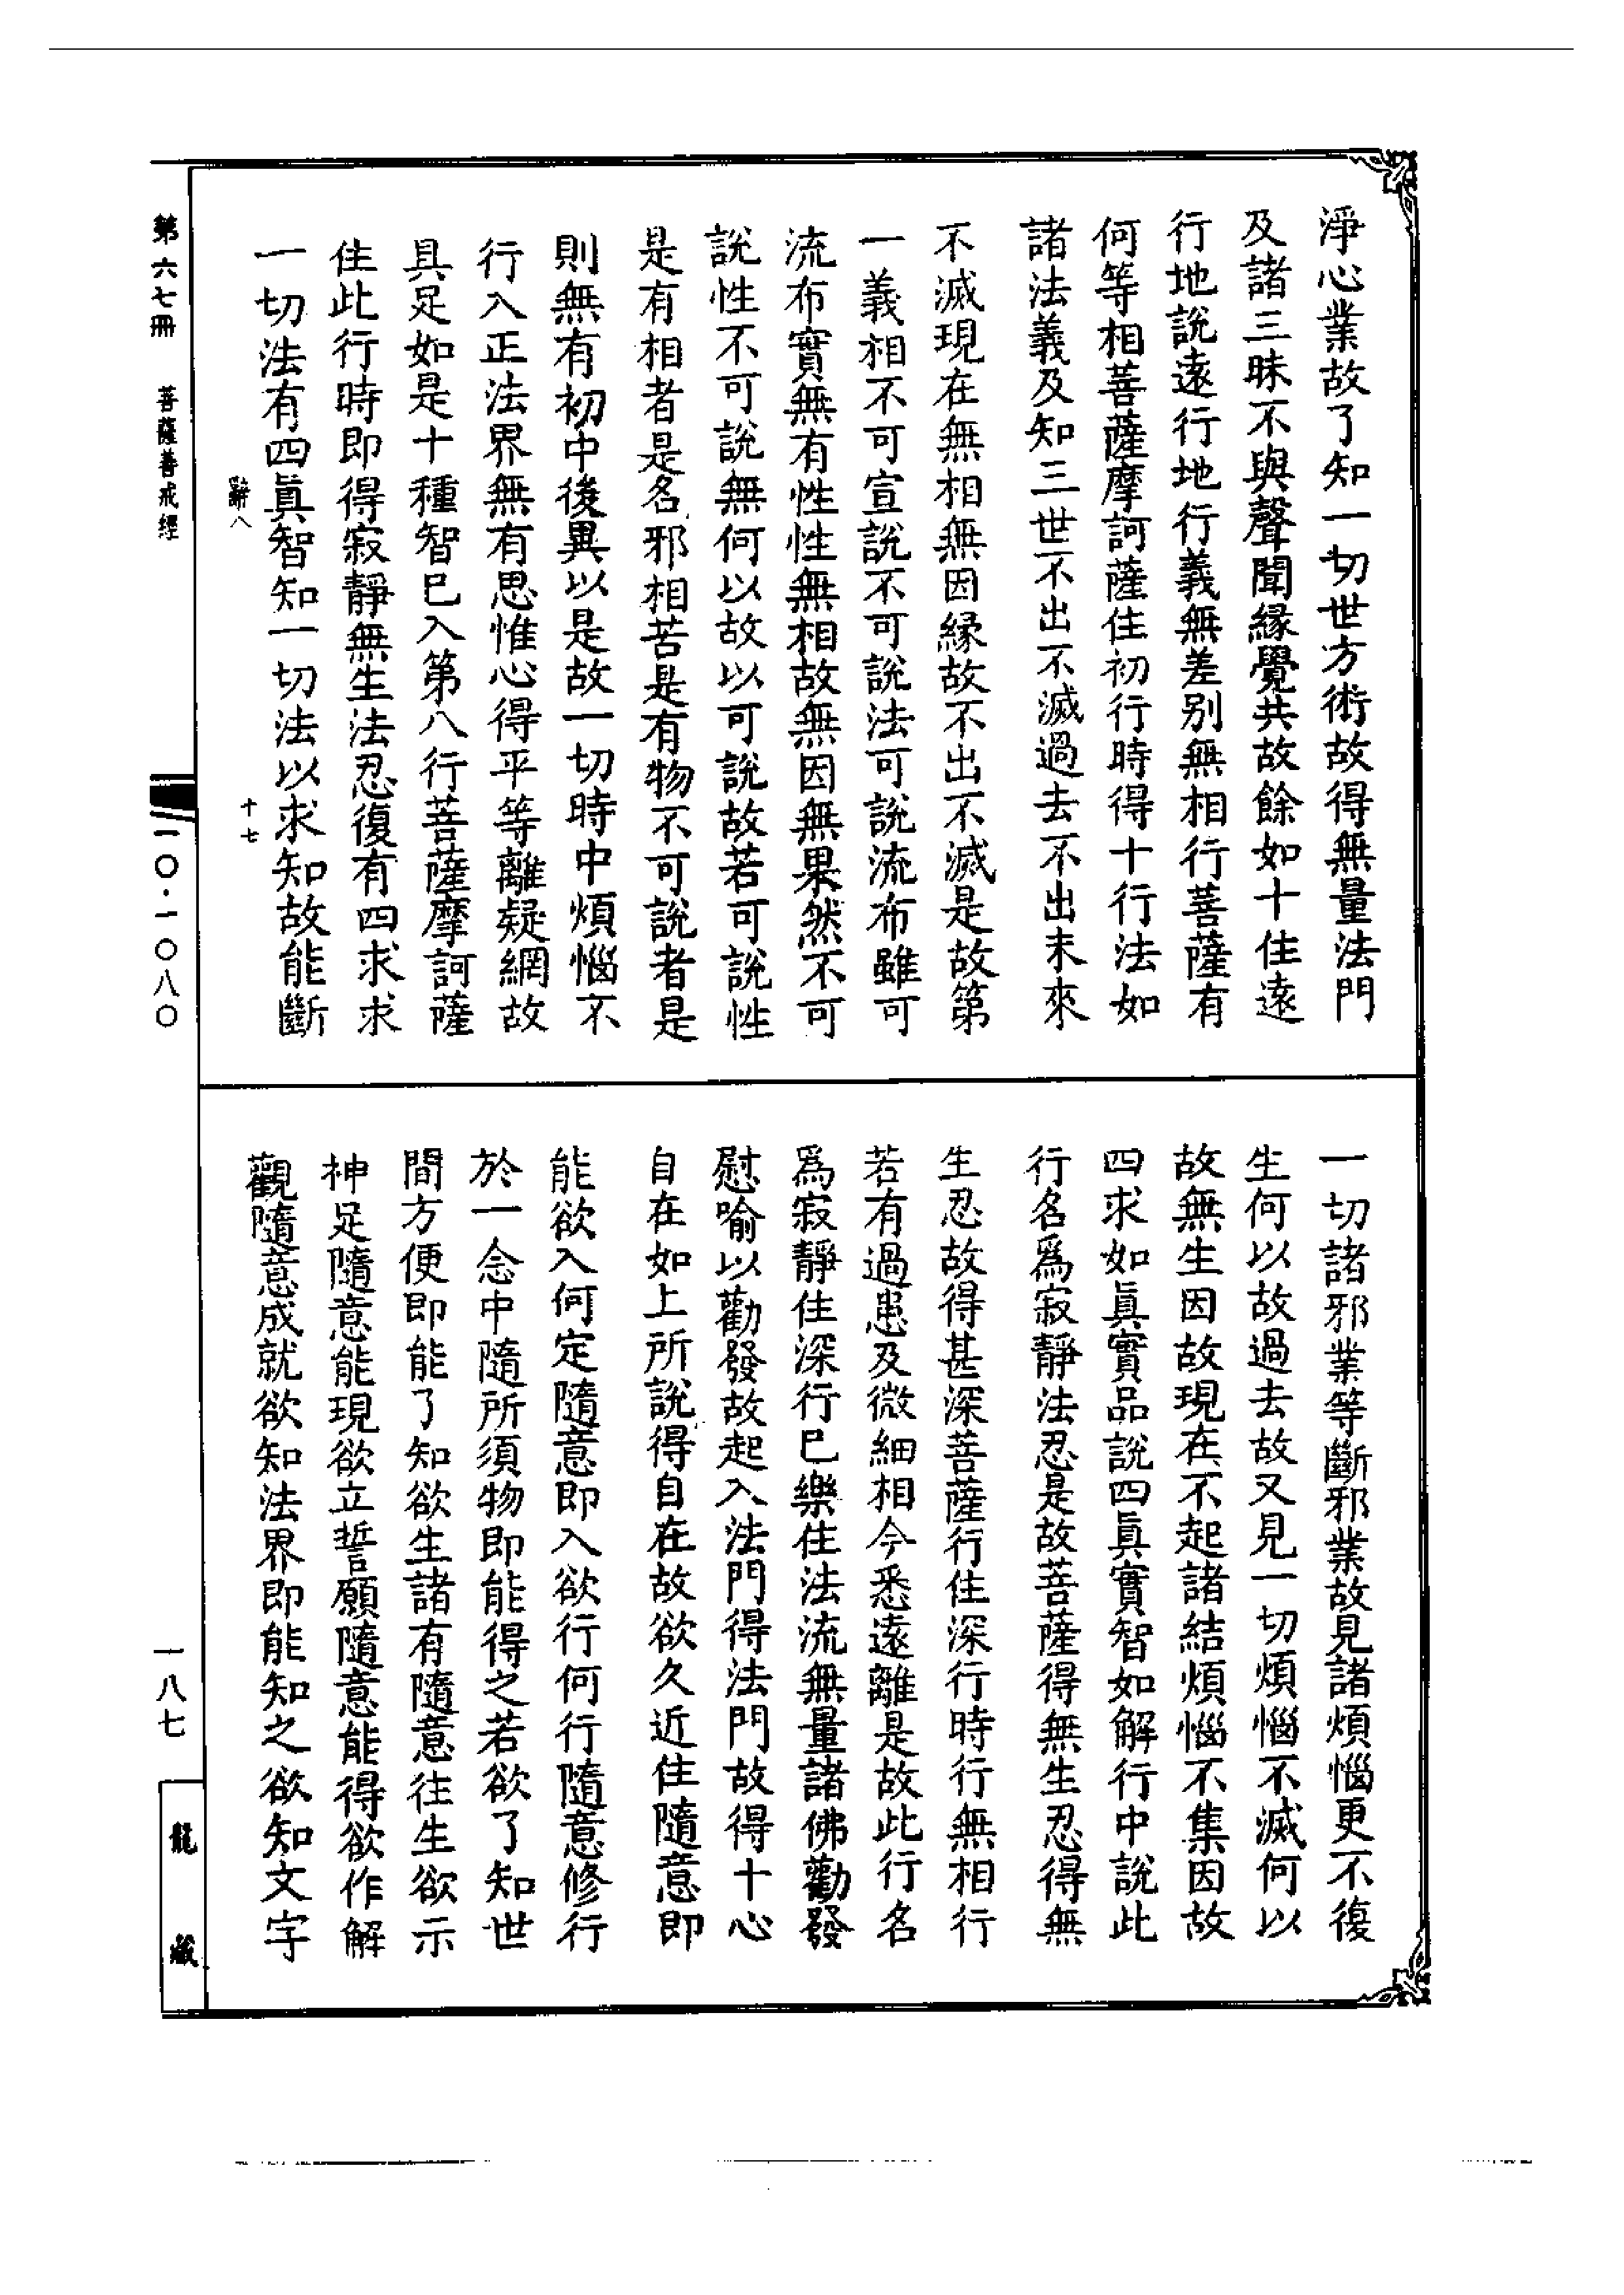 淨心業故了知一切世方術故得無量法門
及諸三昧不與聲聞縁覺共故餘如十住遠
行地說遠行地行義無差别無相行菩薩有
何等相菩薩摩訶薩住初行時得十行法如
諸法義及知三世不出不滅過去不出未來
不滅現在無相無因縁故不出不滅是故第
一義相不可宣說不可說法可說流布雖可
流布實無有性性無相故無因無果然不可
說性不可說無何以故以可說故若可說性
是有相者是名邪相苦是有物不可說者是
則無有初中後異以是故一切時中煩惱不
行入正法界無有思惟心得平等離疑網故
具足如是十種智巳入第八行菩薩摩訶薩
住此行時即得寂靜無生法忍復有四求求
一切法有四眞智知一切法以求知故能斷
一切諸邪業等斷邪業故見諸煩惱更不復
生何以故過去故又見一切煩惱不滅何以
故無生因故現在不起諸結煩惱不集因故
四求如眞實品說四眞實智如解行中說此
行名爲寂靜法忍是故菩薩得無生忍得無
生忍故得甚深菩薩行住深行時行無相行
若有過患及微細相今悉遠離是故此行名
爲寂靜住深行巳樂住法流無量諸佛勸發
慰喻以勸發故起入法門得法門故得十心
自在如上所說得自在故欲久近住隨意即
能欲入何定隨意即入欲行何行隨意修行
於一念中隨所須物即能得之若欲了知世
間方便即能了知欲生諸有隨意往生欲示
神足隨意能現欲立誓願隨意能得欲作解
觀隨意成就欲知法界即能知之欲知文字
第六七冊
菩薩善戒經
八
十七
一〇·一〇八〇
一八七
龍藏